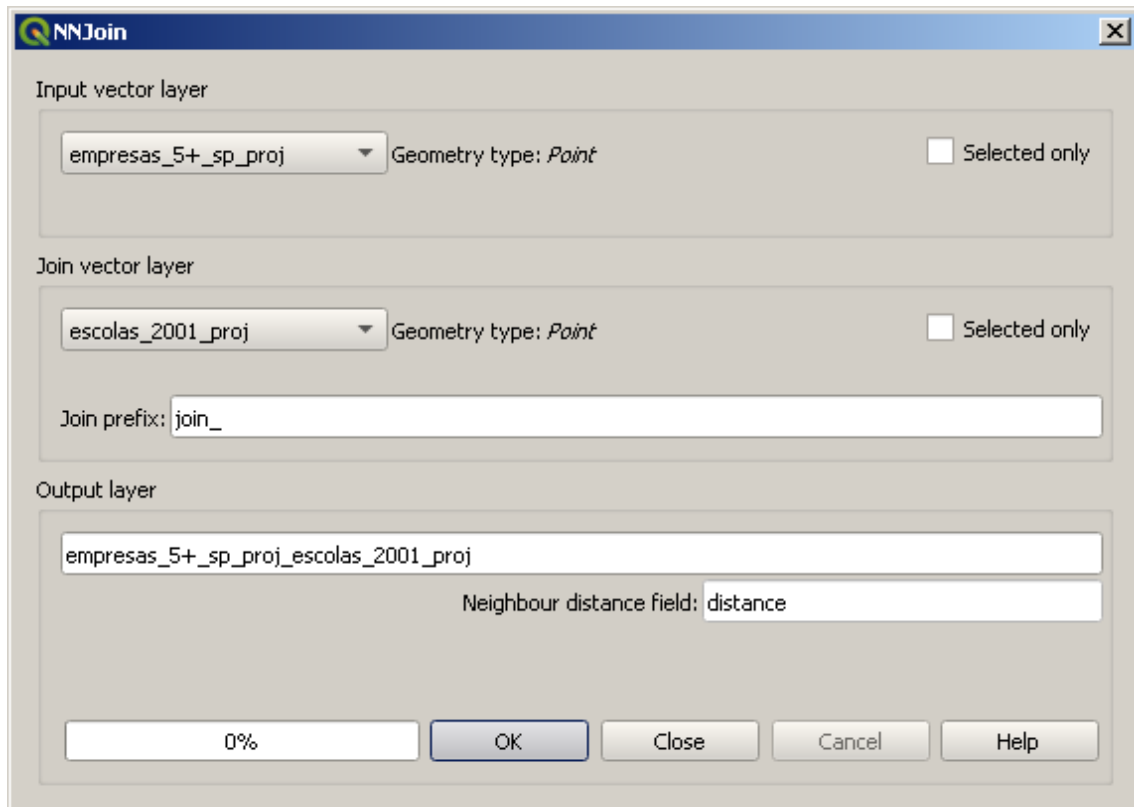 NNJoin
Input vector layer
empresas_5+_sp_proj Geometry type: Point Selected only
Join vector layer
escolas_2001_proj Geometry type: Point Selected only
Join prefix: join_
Output layer
empresas_5+_sp_proj_escolas_2001_proj
Neighbour distance field: distance
0% OK Close Cancel Help